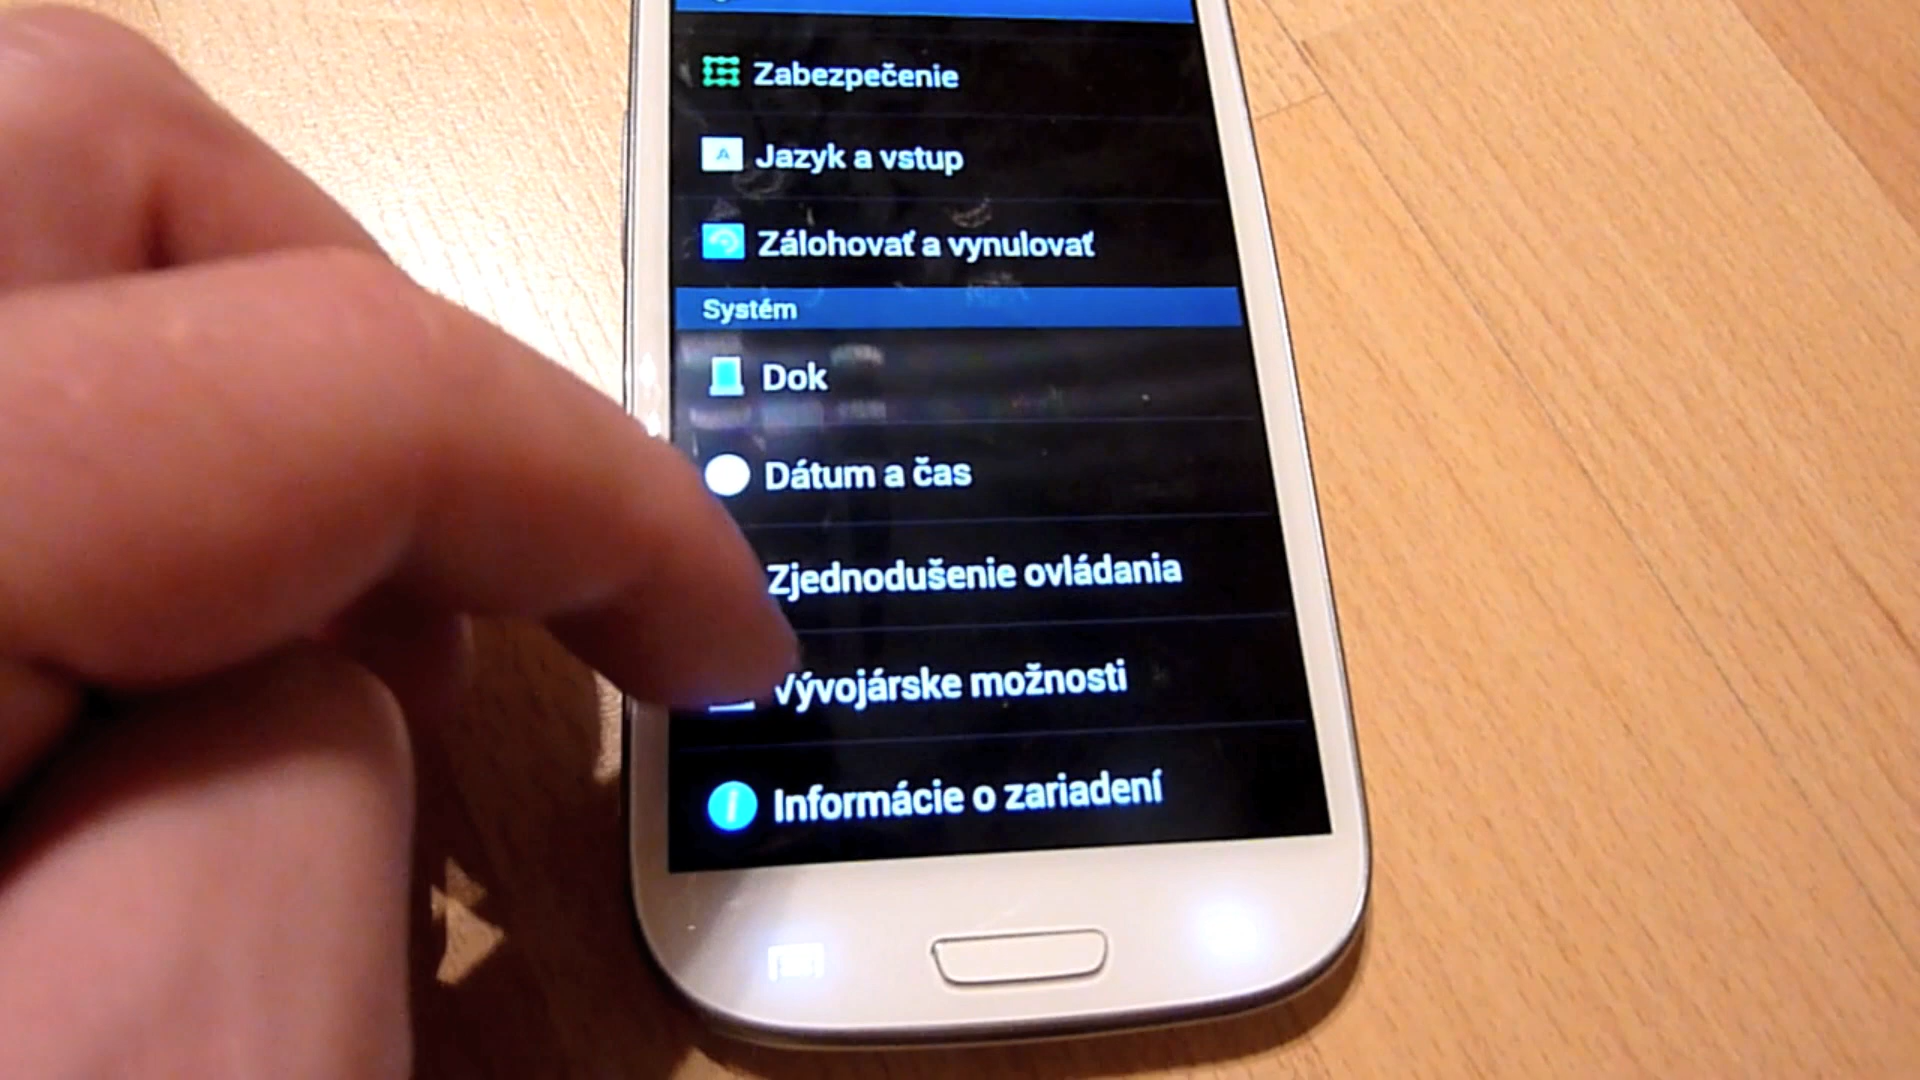 Zabezpečenie
Jazyk a vstup
Zálohovať a vynulovať
Systém
Dok
Dátum a čas
Zjednodušenie ovládania
Vývojárske možnosti
Informácie o zariadení